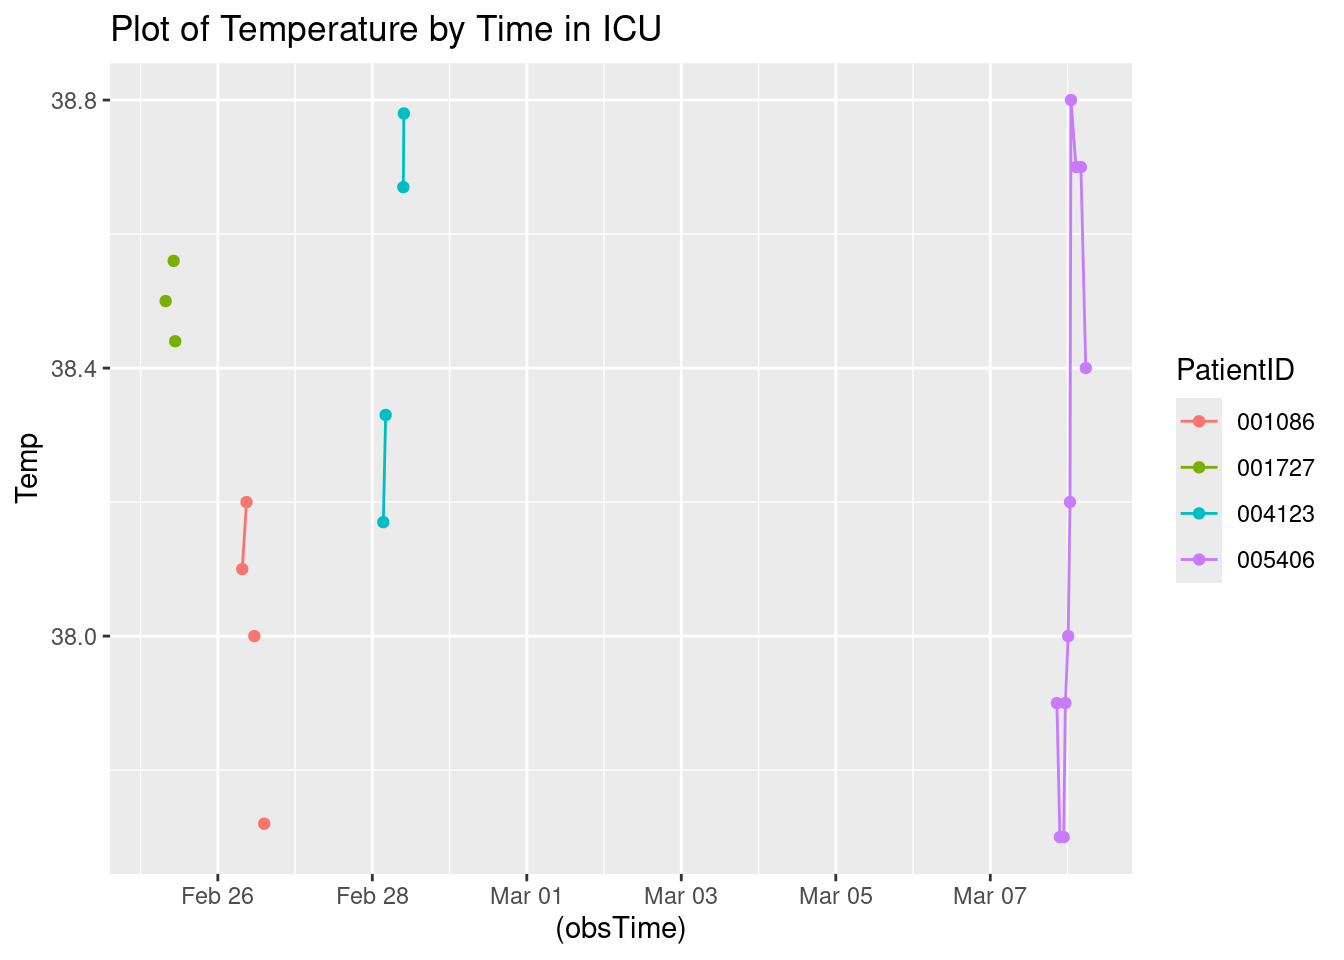 Plot of Temperature by Time in ICU
38.8
38.4
38.0
Temp
Feb 26
Feb 28
Mar 01
Mar 03
Mar 05
Mar 07
(obsTime)
PatientID
001086
001727
004123
005406